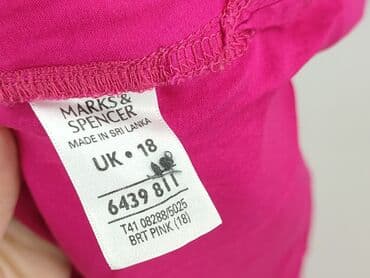 MARKS &
SPENCER
MADE IN SRI LANKA
UK • 18
6439 811
T41 08288/5025
BRT PINK (18)